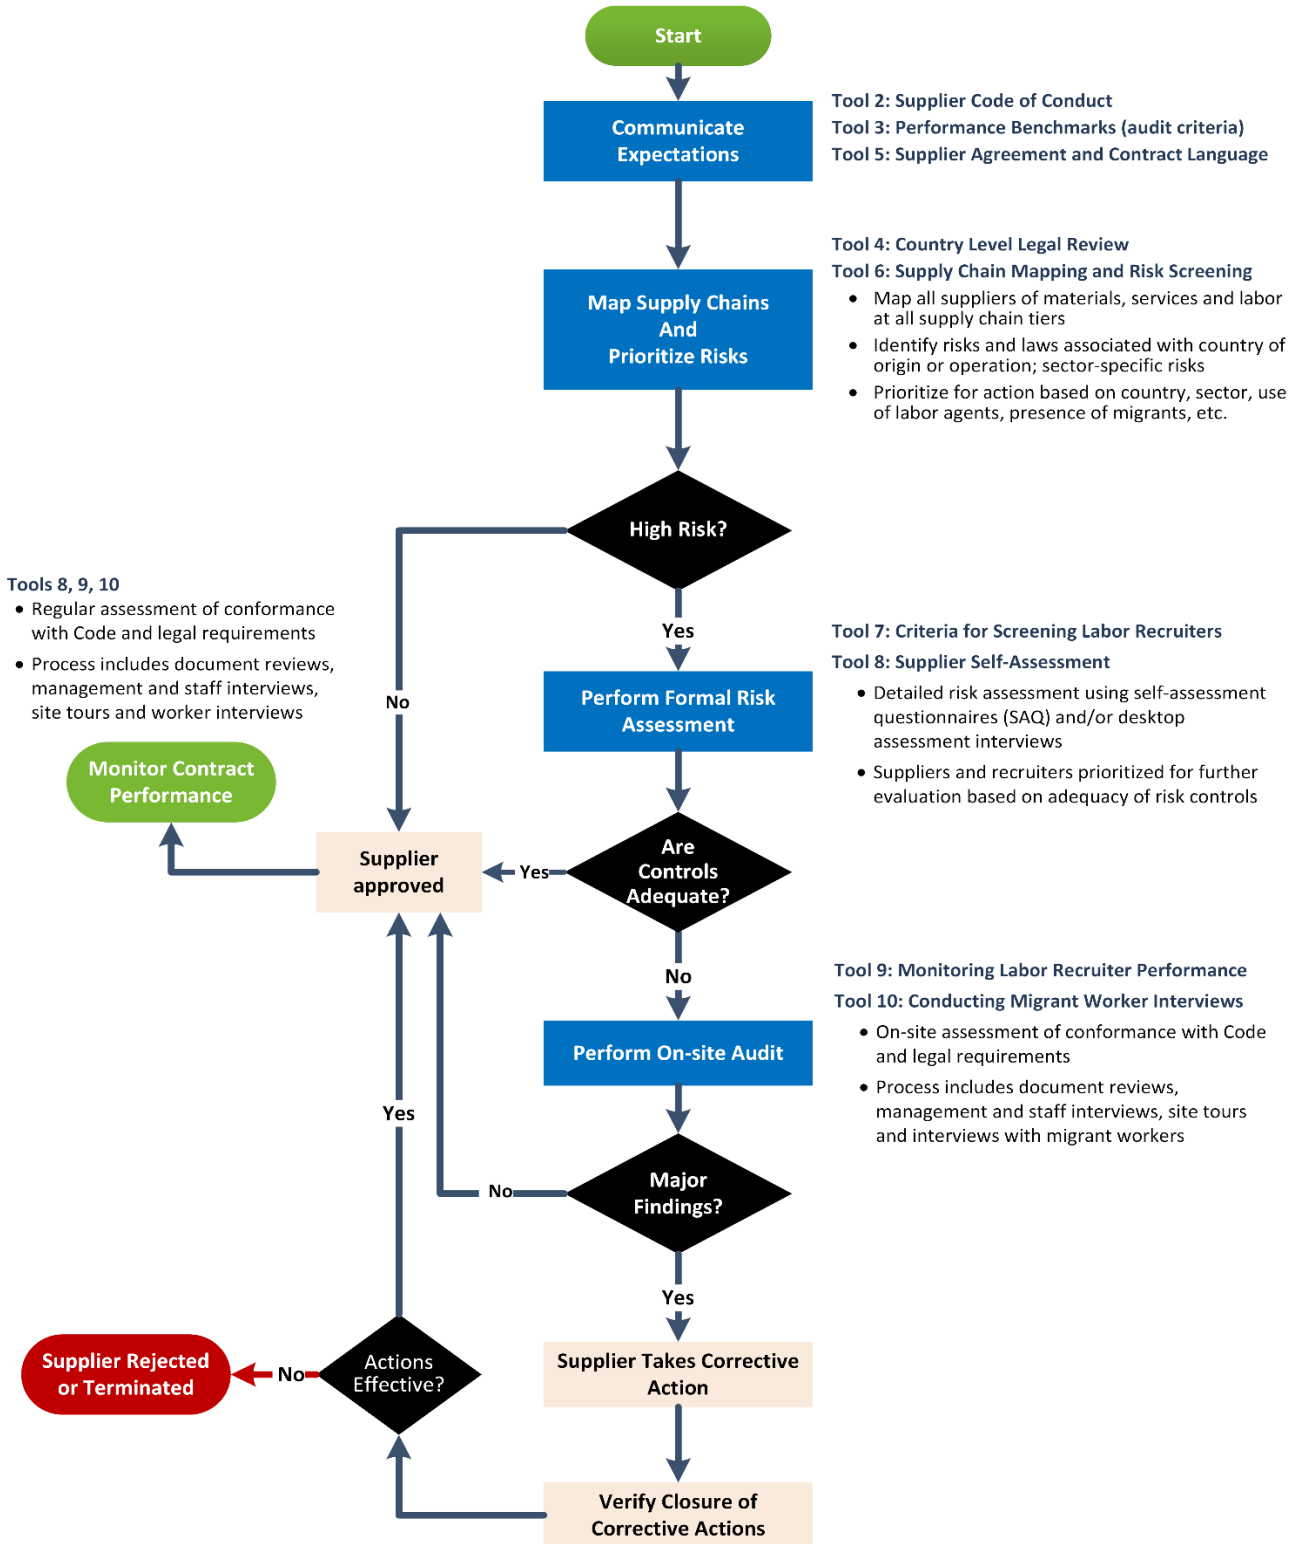 Start
Communicate
Expectations
Tool 2: Supplier Code of Conduct
Tool 3: Performance Benchmarks (audit criteria)
Tool 5: Supplier Agreement and Contract Language
Map Supply Chains
And
Prioritize Risks
Tool 4: Country Level Legal Review
Tool 6: Supply Chain Mapping and Risk Screening
• Map all suppliers of materials, services and labor
at all supply chain tiers
• Identify risks and laws associated with country of
origin or operation; sector-specific risks
• Prioritize for action based on country, sector, use
of labor agents, presence of migrants, etc.
High Risk?
No
Yes
Tools 8, 9, 10
• Regular assessment of conformance
with Code and legal requirements
• Process includes document reviews,
management and staff interviews,
site tours and worker interviews
Monitor Contract
Performance
Perform Formal Risk
Assessment
Tool 7: Criteria for Screening Labor Recruiters
Tool 8: Supplier Self-Assessment
• Detailed risk assessment using self-assessment
questionnaires (SAQ) and/or desktop
assessment interviews
• Suppliers and recruiters prioritized for further
evaluation based on adequacy of risk controls
Supplier
approved
Yes
Are
Controls
Adequate?
No
Perform On-site Audit
Tool 9: Monitoring Labor Recruiter Performance
Tool 10: Conducting Migrant Worker Interviews
• On-site assessment of conformance with Code
and legal requirements
• Process includes document reviews,
management and staff interviews, site tours
and interviews with migrant workers
Yes
No
Major
Findings?
Yes
Supplier Takes Corrective
Action
Supplier Rejected
or Terminated
No
Actions
Effective?
Verify Closure of
Corrective Actions